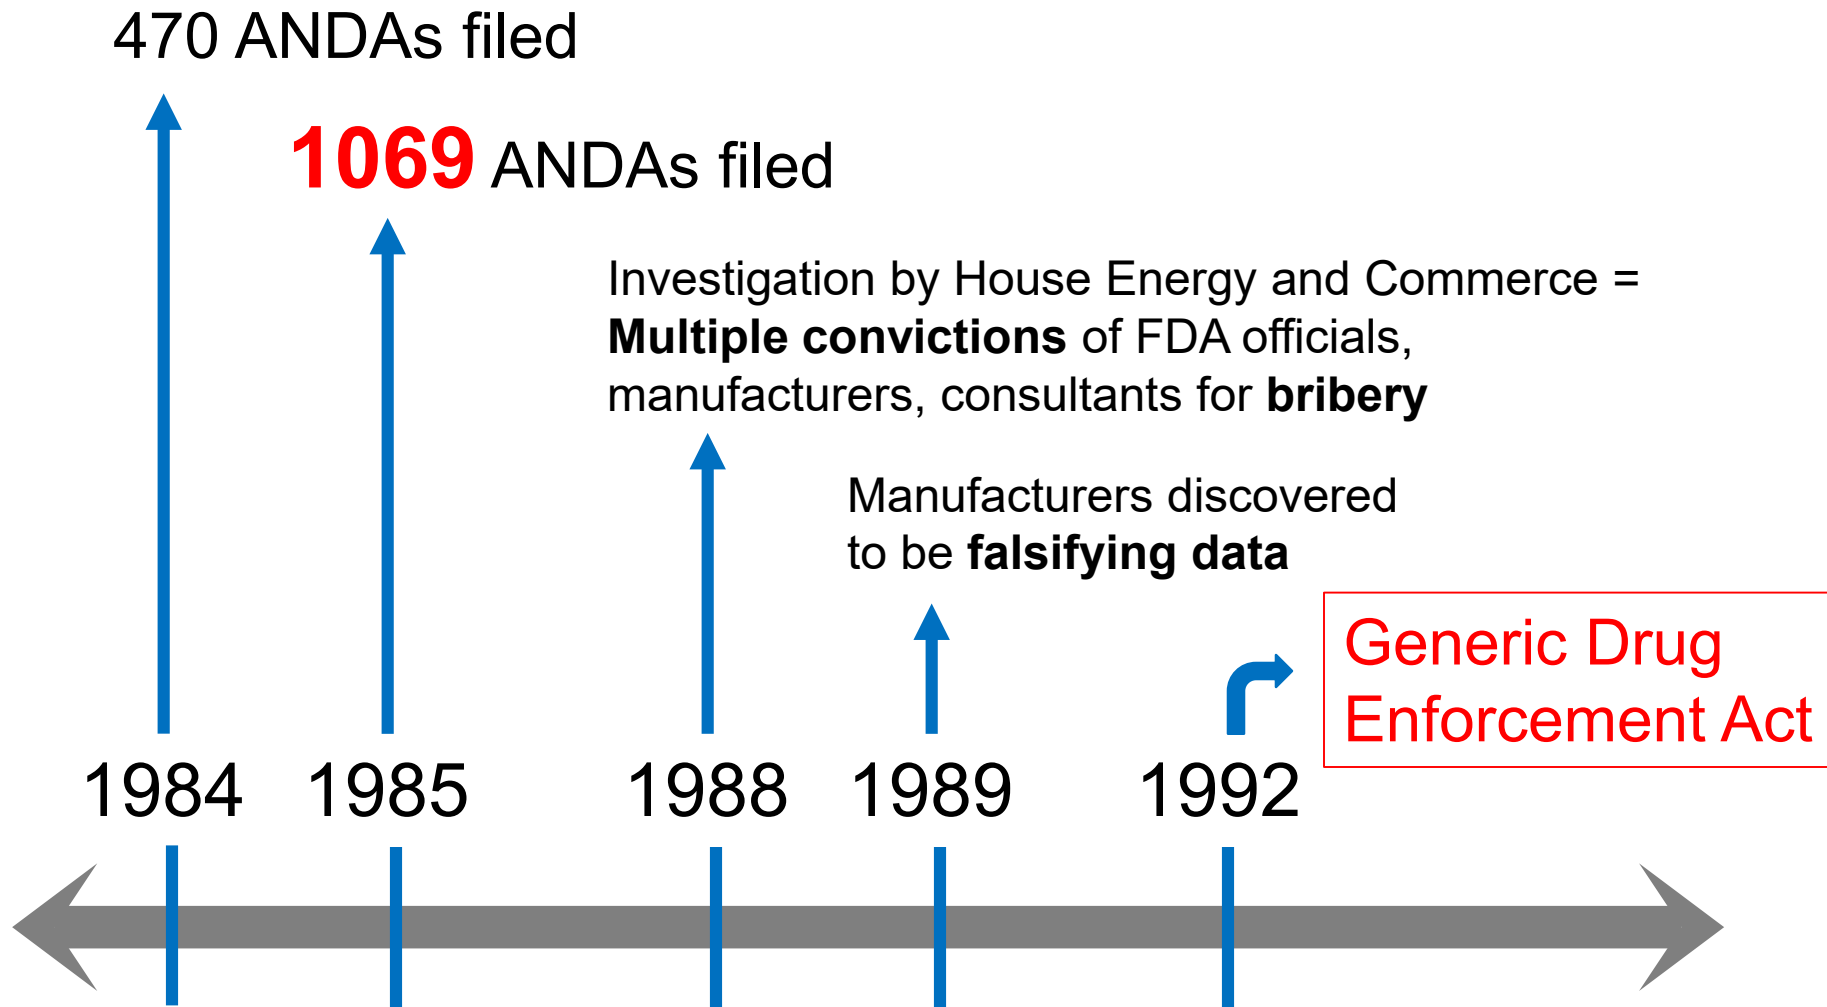 470 ANDAs filed
1069 ANDAs filed
Investigation by House Energy and Commerce =
Multiple convictions of FDA officials,
manufacturers, consultants for bribery
Manufacturers discovered
to be falsifying data
Generic Drug
Enforcement Act
1984 1985 1988 1989 1992